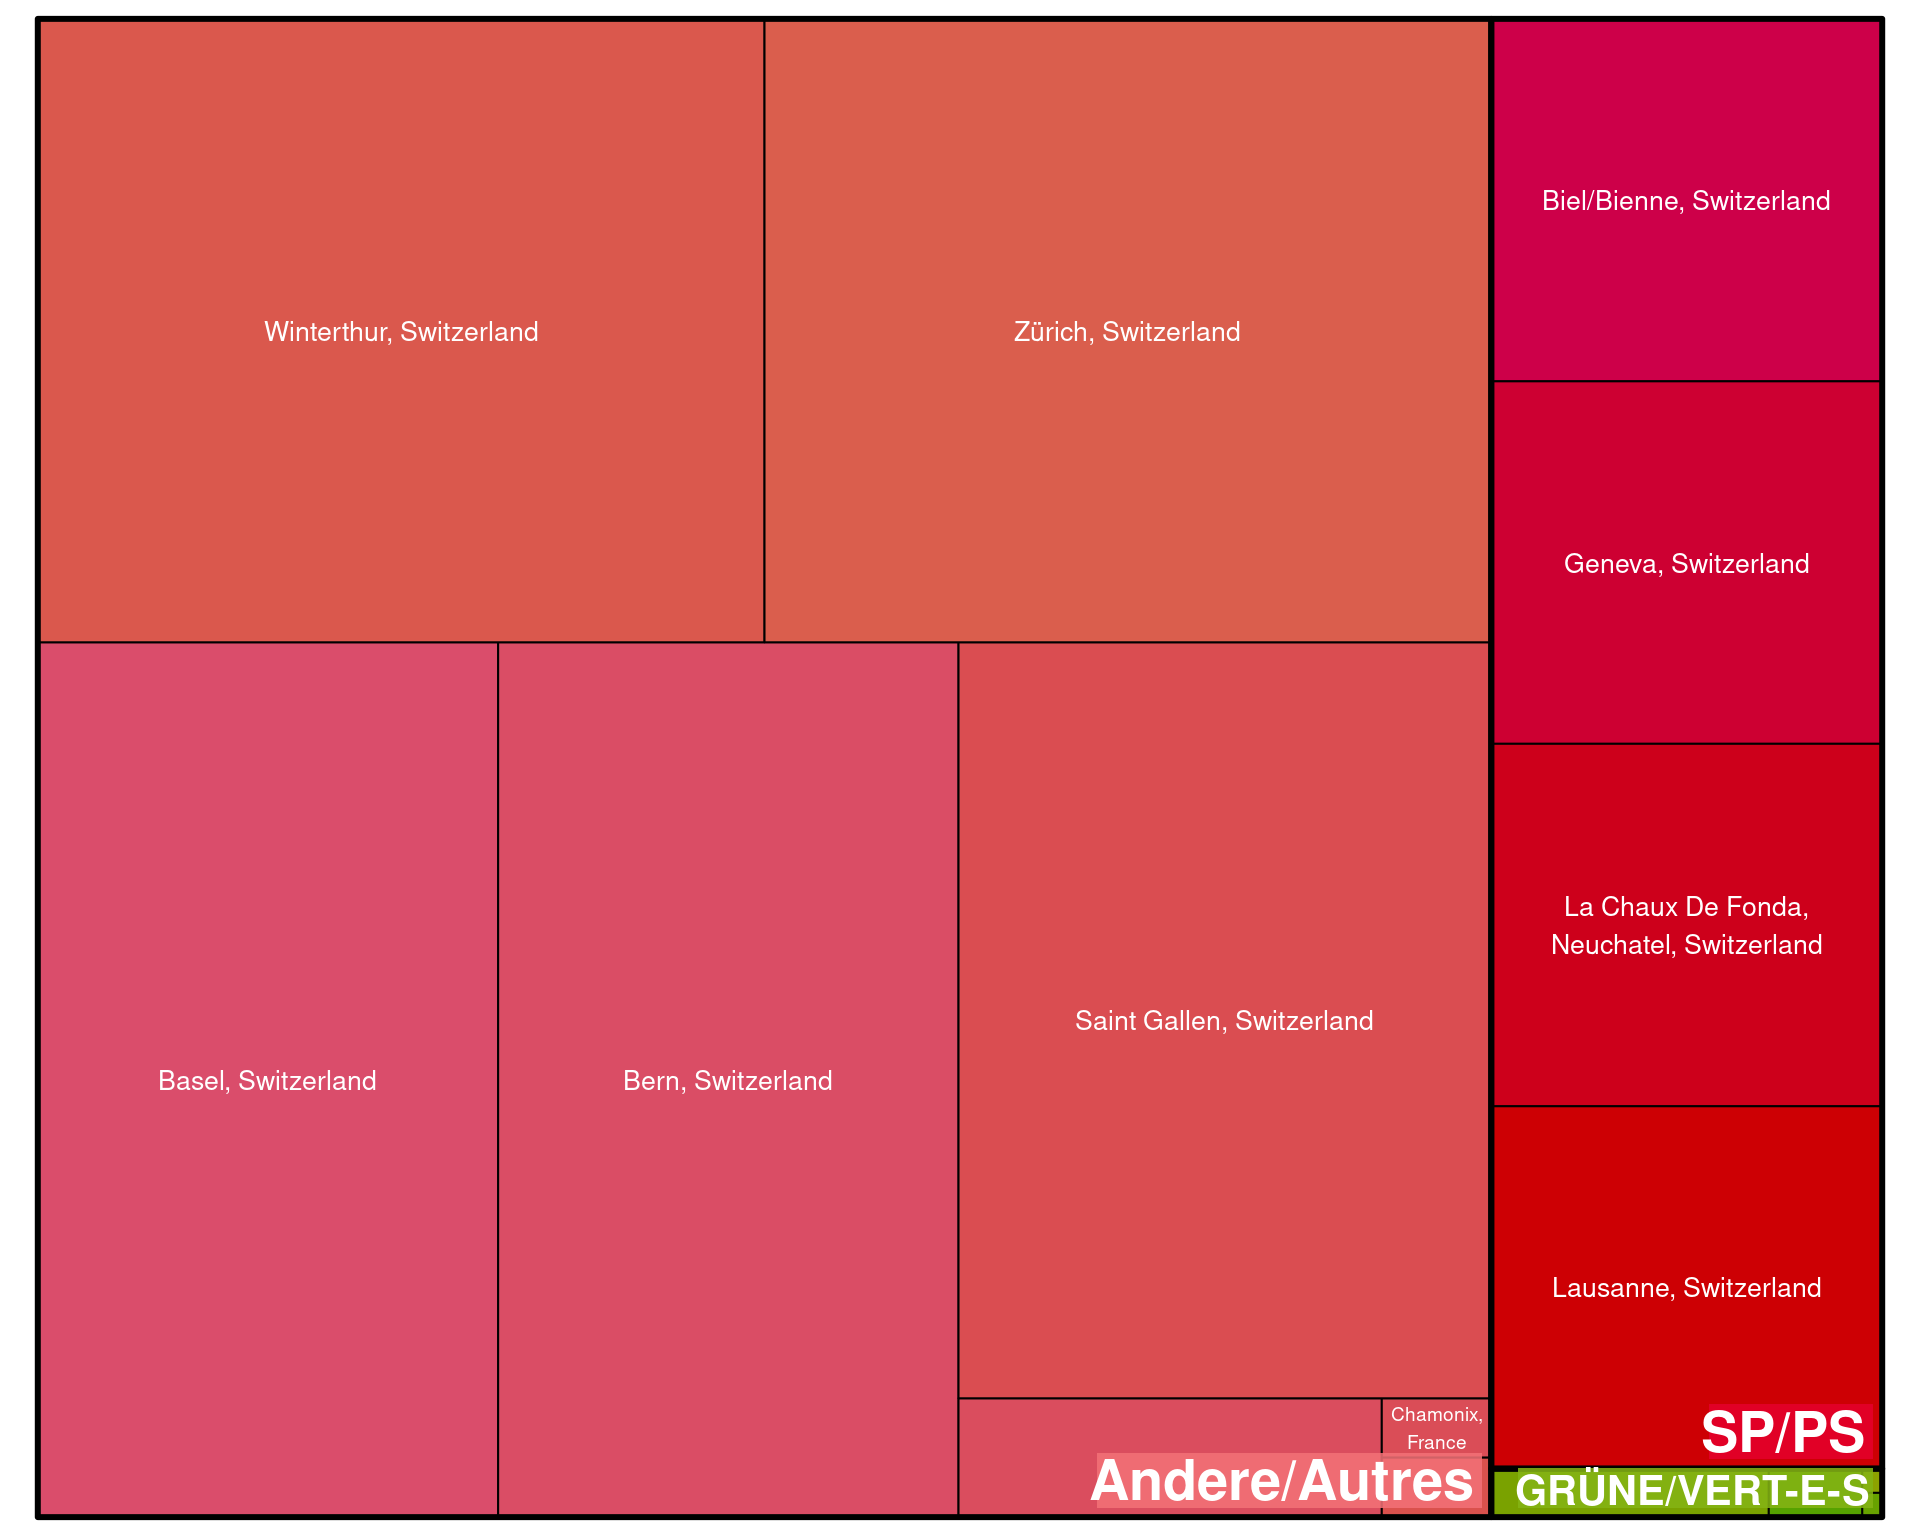 Winterthur, Switzerland
Zürich, Switzerland
Biel/Bienne, Switzerland
Geneva, Switzerland
La Chaux De Fonda,
Neuchatel, Switzerland
Saint Gallen, Switzerland
Basel, Switzerland
Bern, Switzerland
Lausanne, Switzerland
Chamonix,
France
SP/PS
Andere/Autres
GRÜNE/VERT-E-S